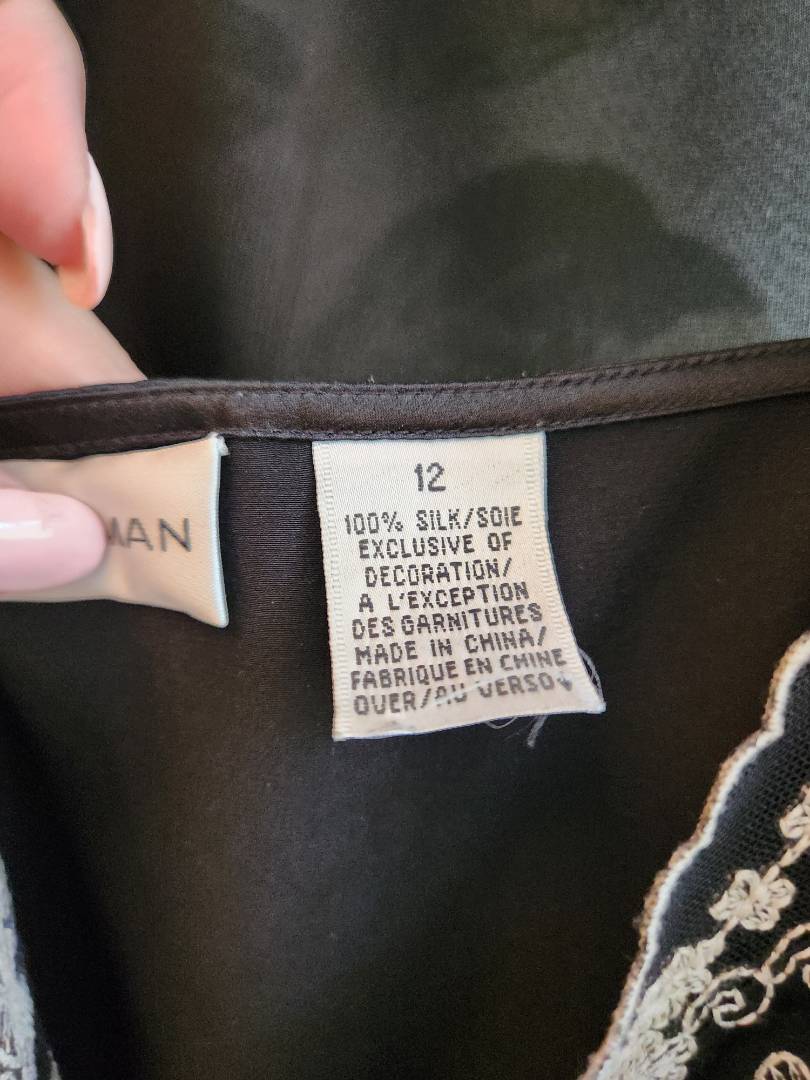 MAN
12
100% SILK/SOIE
EXCLUSIVE OF
DECORATION/
A L'EXCEPTION
DES GARNITURES
MADE IN CHINA/
FABRIQUE EN CHINE
OVER/AU VERSO↓